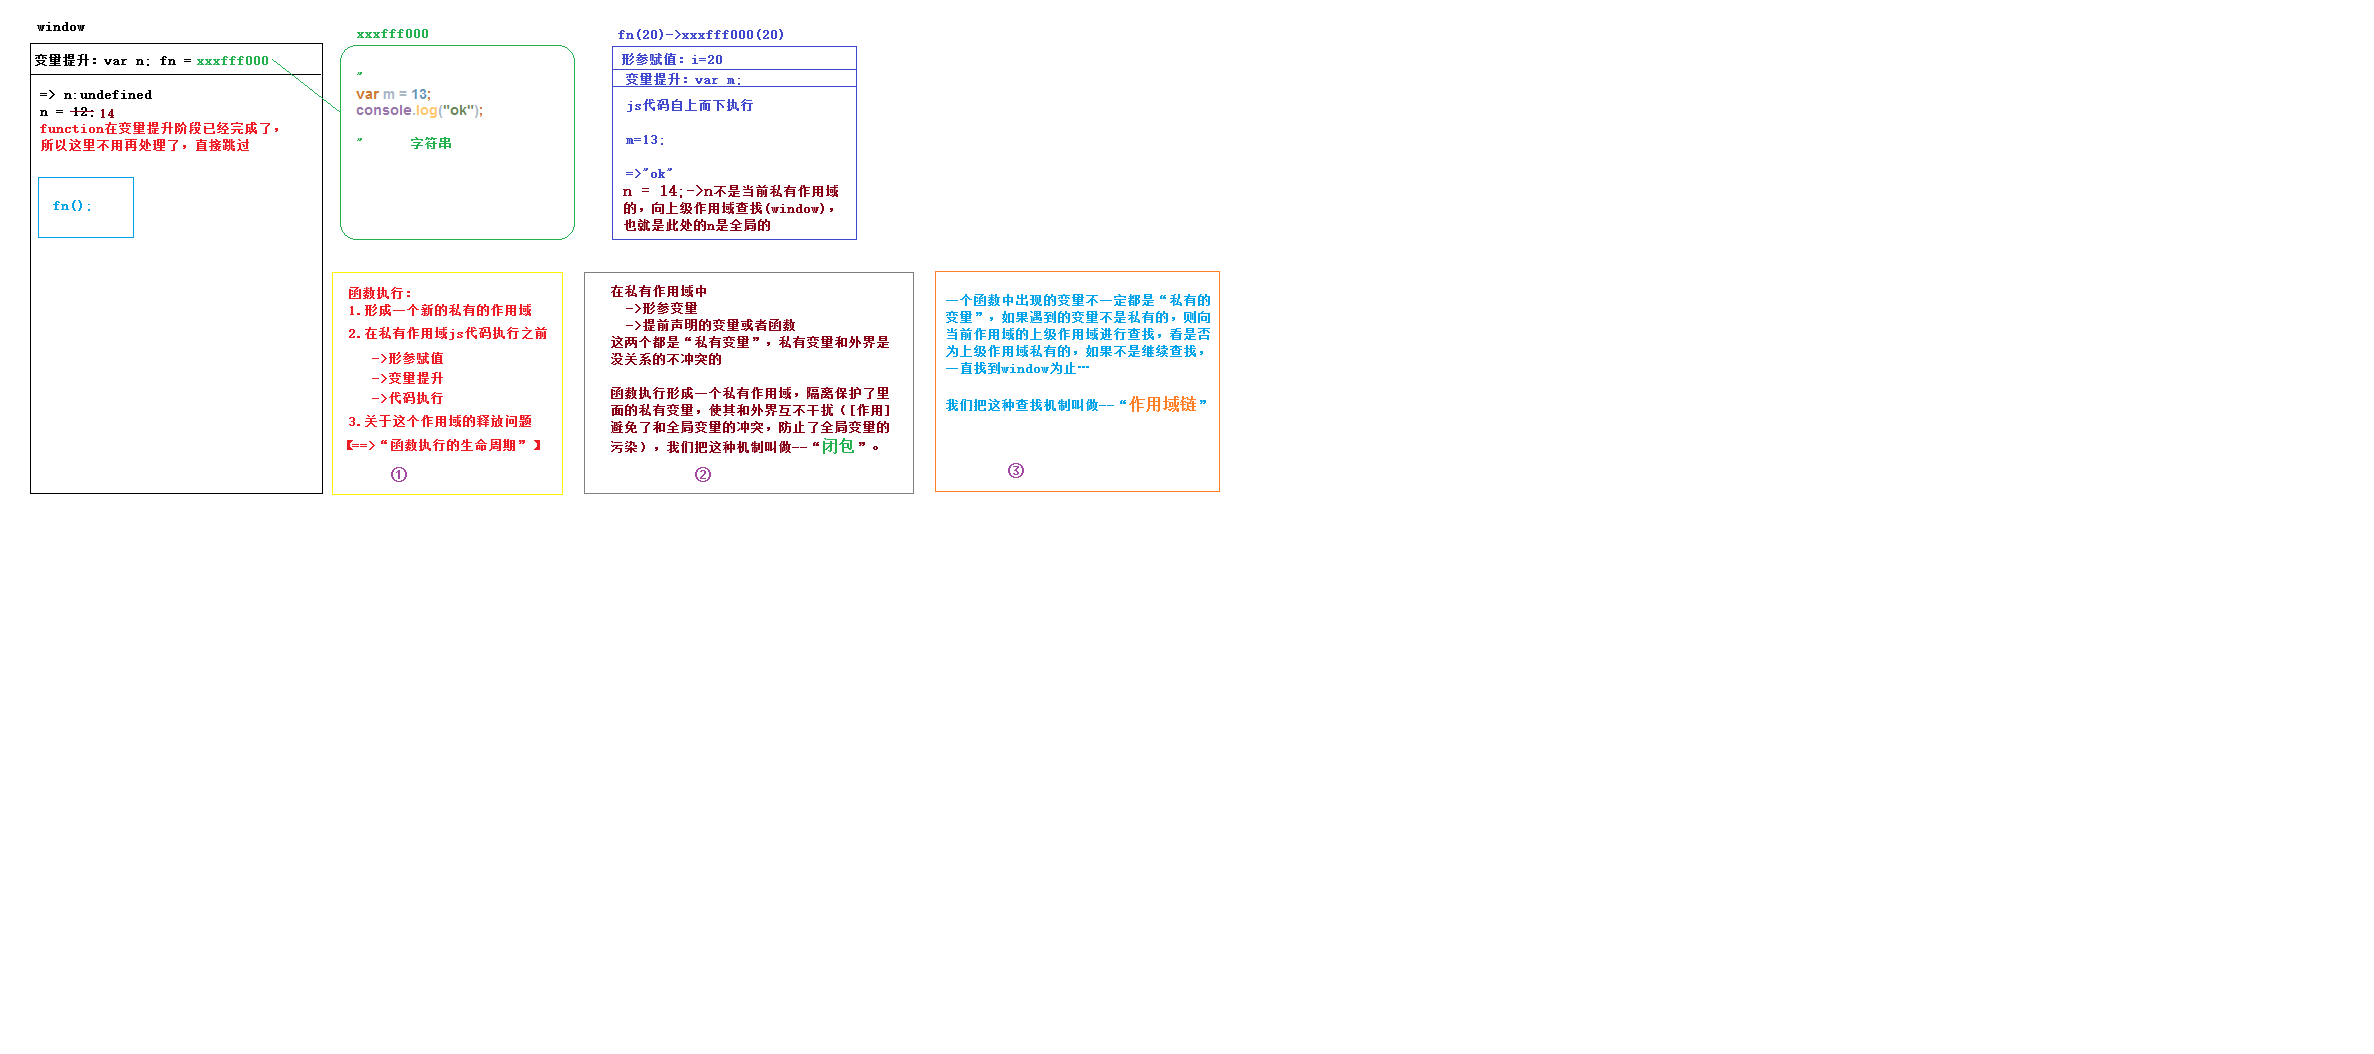 window
变量提升：var n; fn = xxxfff000
=> n:undefined
n = 12; 14
function在变量提升阶段已经完成了，
所以这里不用再处理了，直接跳过
fn();
xxxfff000
"
var m = 13;
console.log("ok");
" 字符串
fn(20)->xxxfff000(20)
形参赋值：i=20
变量提升：var m;
js代码自上而下执行
m=13;
=>"ok"
n = 14;->n不是当前私有作用域
的，向上级作用域查找(window)，
也就是此处的n是全局的
函数执行：
1.形成一个新的私有的作用域
2.在私有作用域js代码执行之前
->形参赋值
->变量提升
->代码执行
3.关于这个作用域的释放问题
【==>“函数执行的生命周期”】
①
在私有作用域中
->形参变量
->提前声明的变量或者函数
这两个都是“私有变量”，私有变量和外界是
没关系的不冲突的
函数执行形成一个私有作用域，隔离保护了里
面的私有变量，使其和外界互不干扰（[作用]
避免了和全局变量的冲突，防止了全局变量的
污染），我们把这种机制叫做--“闭包”。
②
一个函数中出现的变量不一定都是“私有的
变量”，如果遇到的变量不是私有的，则向
当前作用域的上级作用域进行查找，看是否
为上级作用域私有的，如果不是继续查找，
一直找到window为止…
我们把这种查找机制叫做--“作用域链”
③